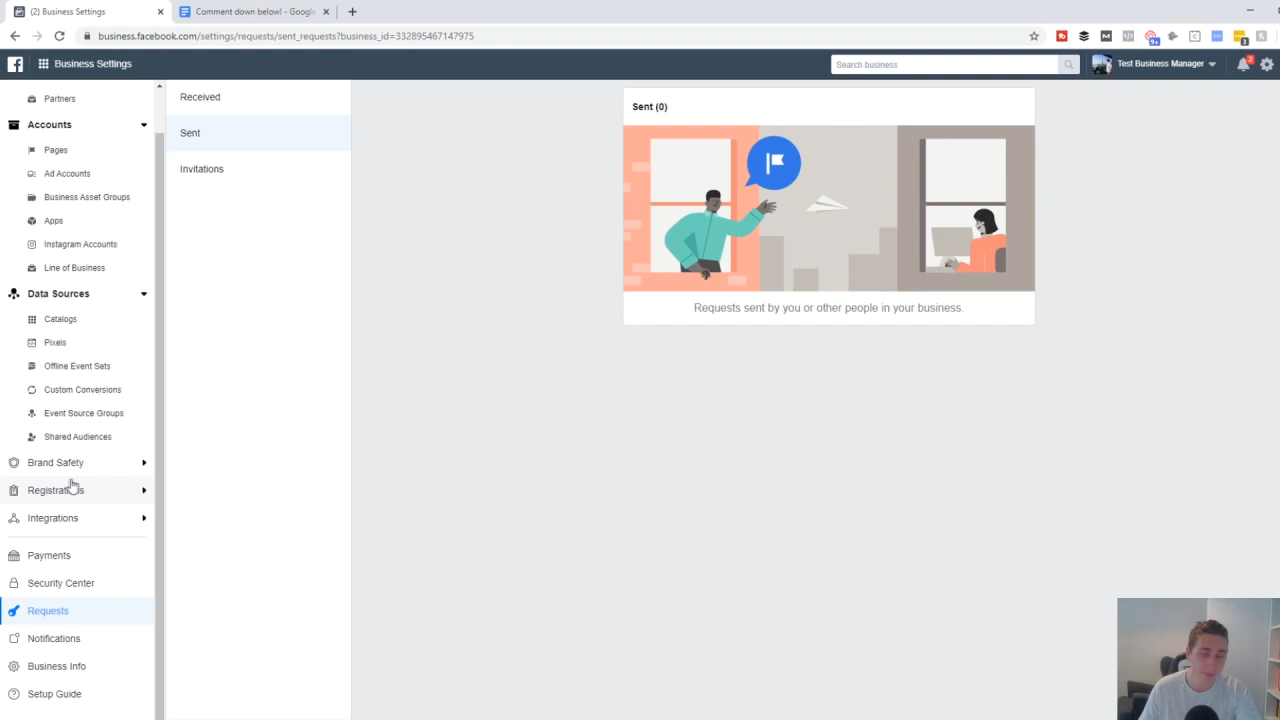 (2) Business Settings
Comment down below! - Google
business.facebook.com/settings/requests/sent_requests?business_id=332895467147975
Business Settings
Search business
Test Business Manager
2
Partners
Accounts
Pages
Ad Accounts
Business Asset Groups
Apps
Instagram Accounts
Line of Business
Data Sources
Catalogs
Pixels
Offline Event Sets
Custom Conversions
Event Source Groups
Shared Audiences
Brand Safety
Registrations
Integrations
Payments
Security Center
Requests
Notifications
Business Info
Setup Guide
Received
Sent
Invitations
Sent (0)
Requests sent by you or other people in your business.